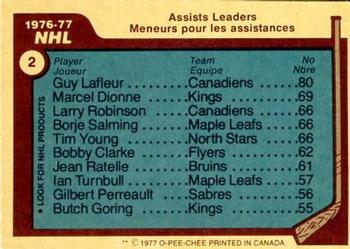 1976-77
NHL
Assists Leaders
Meneurs pour les assistances
2
Player Team No
Joueur Equipe Nbre
Guy Lafleur Canadiens 80
Marcel Dionne Kings 69
Larry Robinson Canadiens 66
Borje Salming Maple Leafs 66
Tim Young North Stars 66
Bobby Clarke Flyers 62
Jean Ratelle Bruins 61
Ian Turnbull Maple Leafs 57
Gilbert Perreault Sabres 56
Butch Goring Kings 55
● LOOK FOR NHL PRODUCTS
** © 1977 O-PEE-CHEE PRINTED IN CANADA.